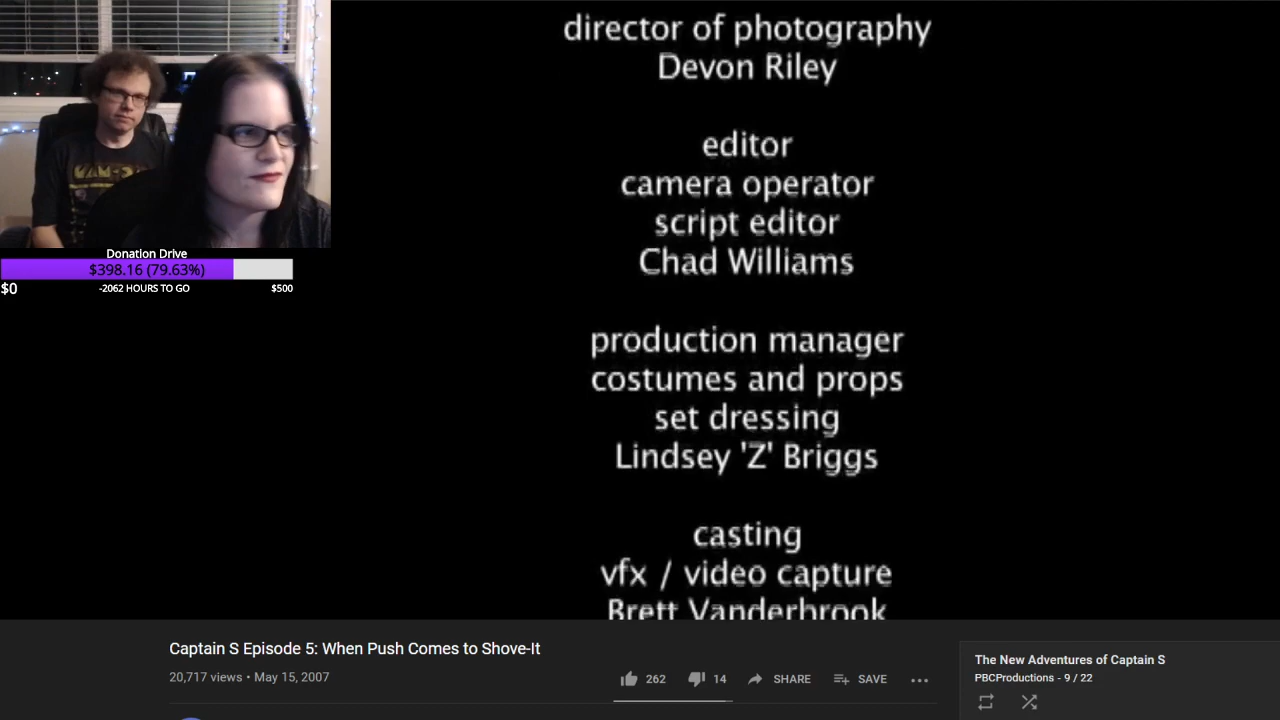 director of photography
Devon Riley
editor
camera operator
script editor
Chad Williams
production manager
costumes and props
set dressing
Lindsey 'Z' Briggs
casting
vfx / video capture
Brett Vanderbrook
Donation Drive
$398.16 (79.63%)
$0 -2062 HOURS TO GO $500
Captain S Episode 5: When Push Comes to Shove-It
20,717 views • May 15, 2007
262 14 SHARE SAVE
The New Adventures of Captain S
PBCProductions - 9 / 22